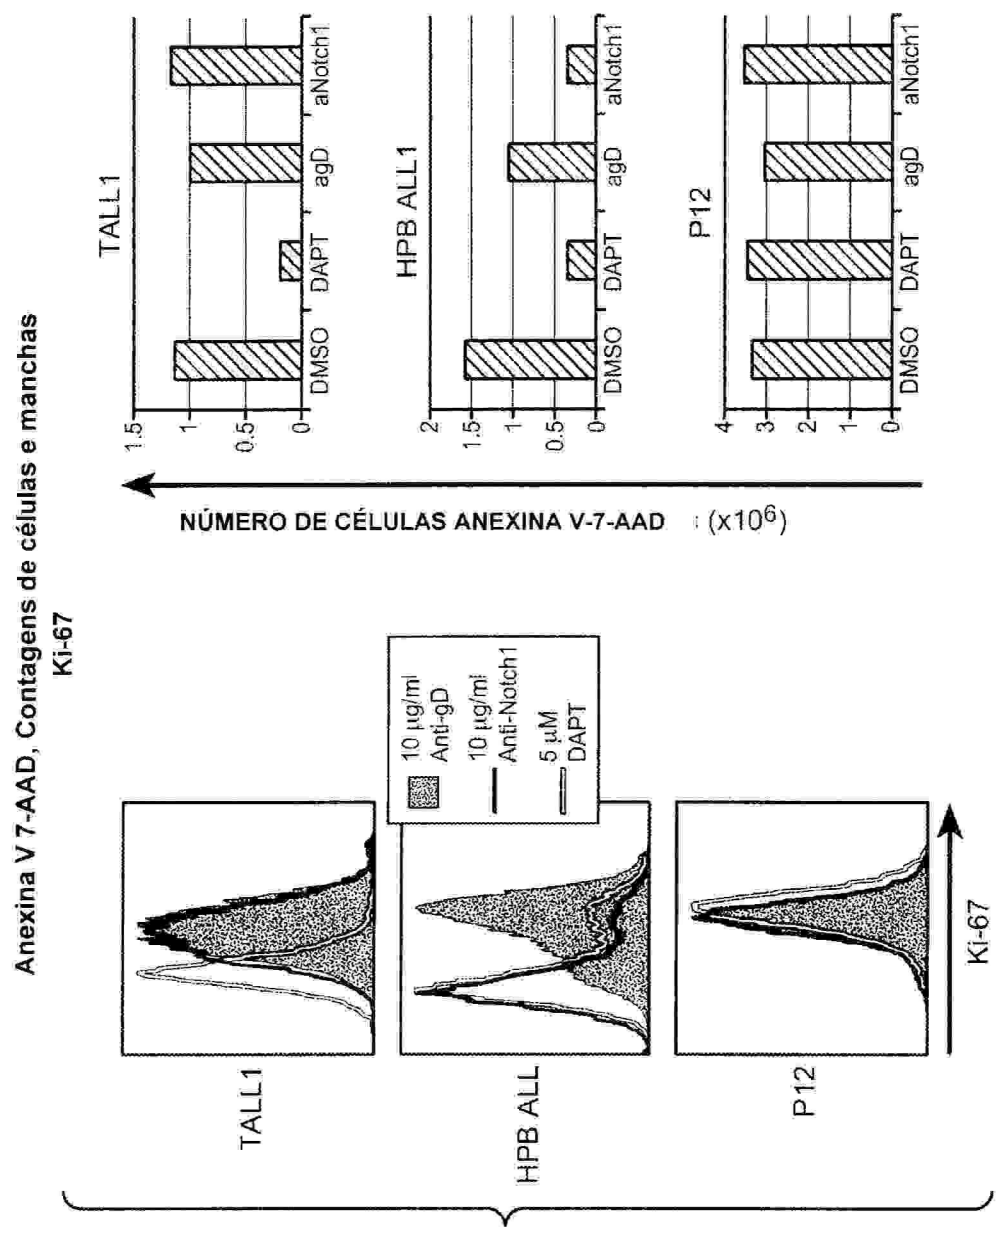 Anexina V 7-AAD, Contagens de células e manchas
Ki-67
TALL1
HPB ALL
P12
Ki-67
10 µg/ml
Anti-gD
10 µg/ml
Anti-Notch1
5 µM
DAPT
NÚMERO DE CÉLULAS ANEXINA V-7-AAD (x10⁶)
TALL1
1.5
1
0.5
0
DMSO DAPT agD aNotch1
HPB ALL1
2
1.5
1
0.5
0
DMSO DAPT agD aNotch1
P12
4
3
2
1
0
DMSO DAPT agD aNotch1